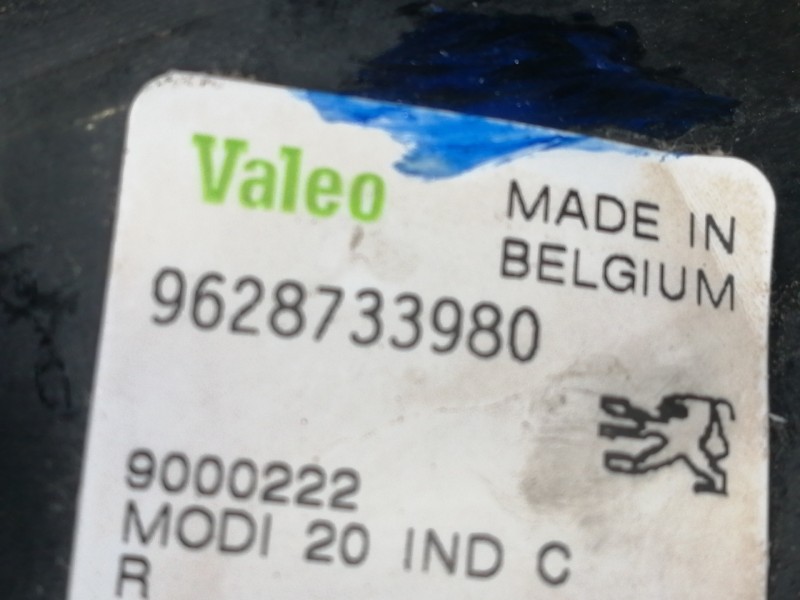 Valeo
MADE IN
BELGIUM
9628733980
9000222
MODI 20 IND C
R